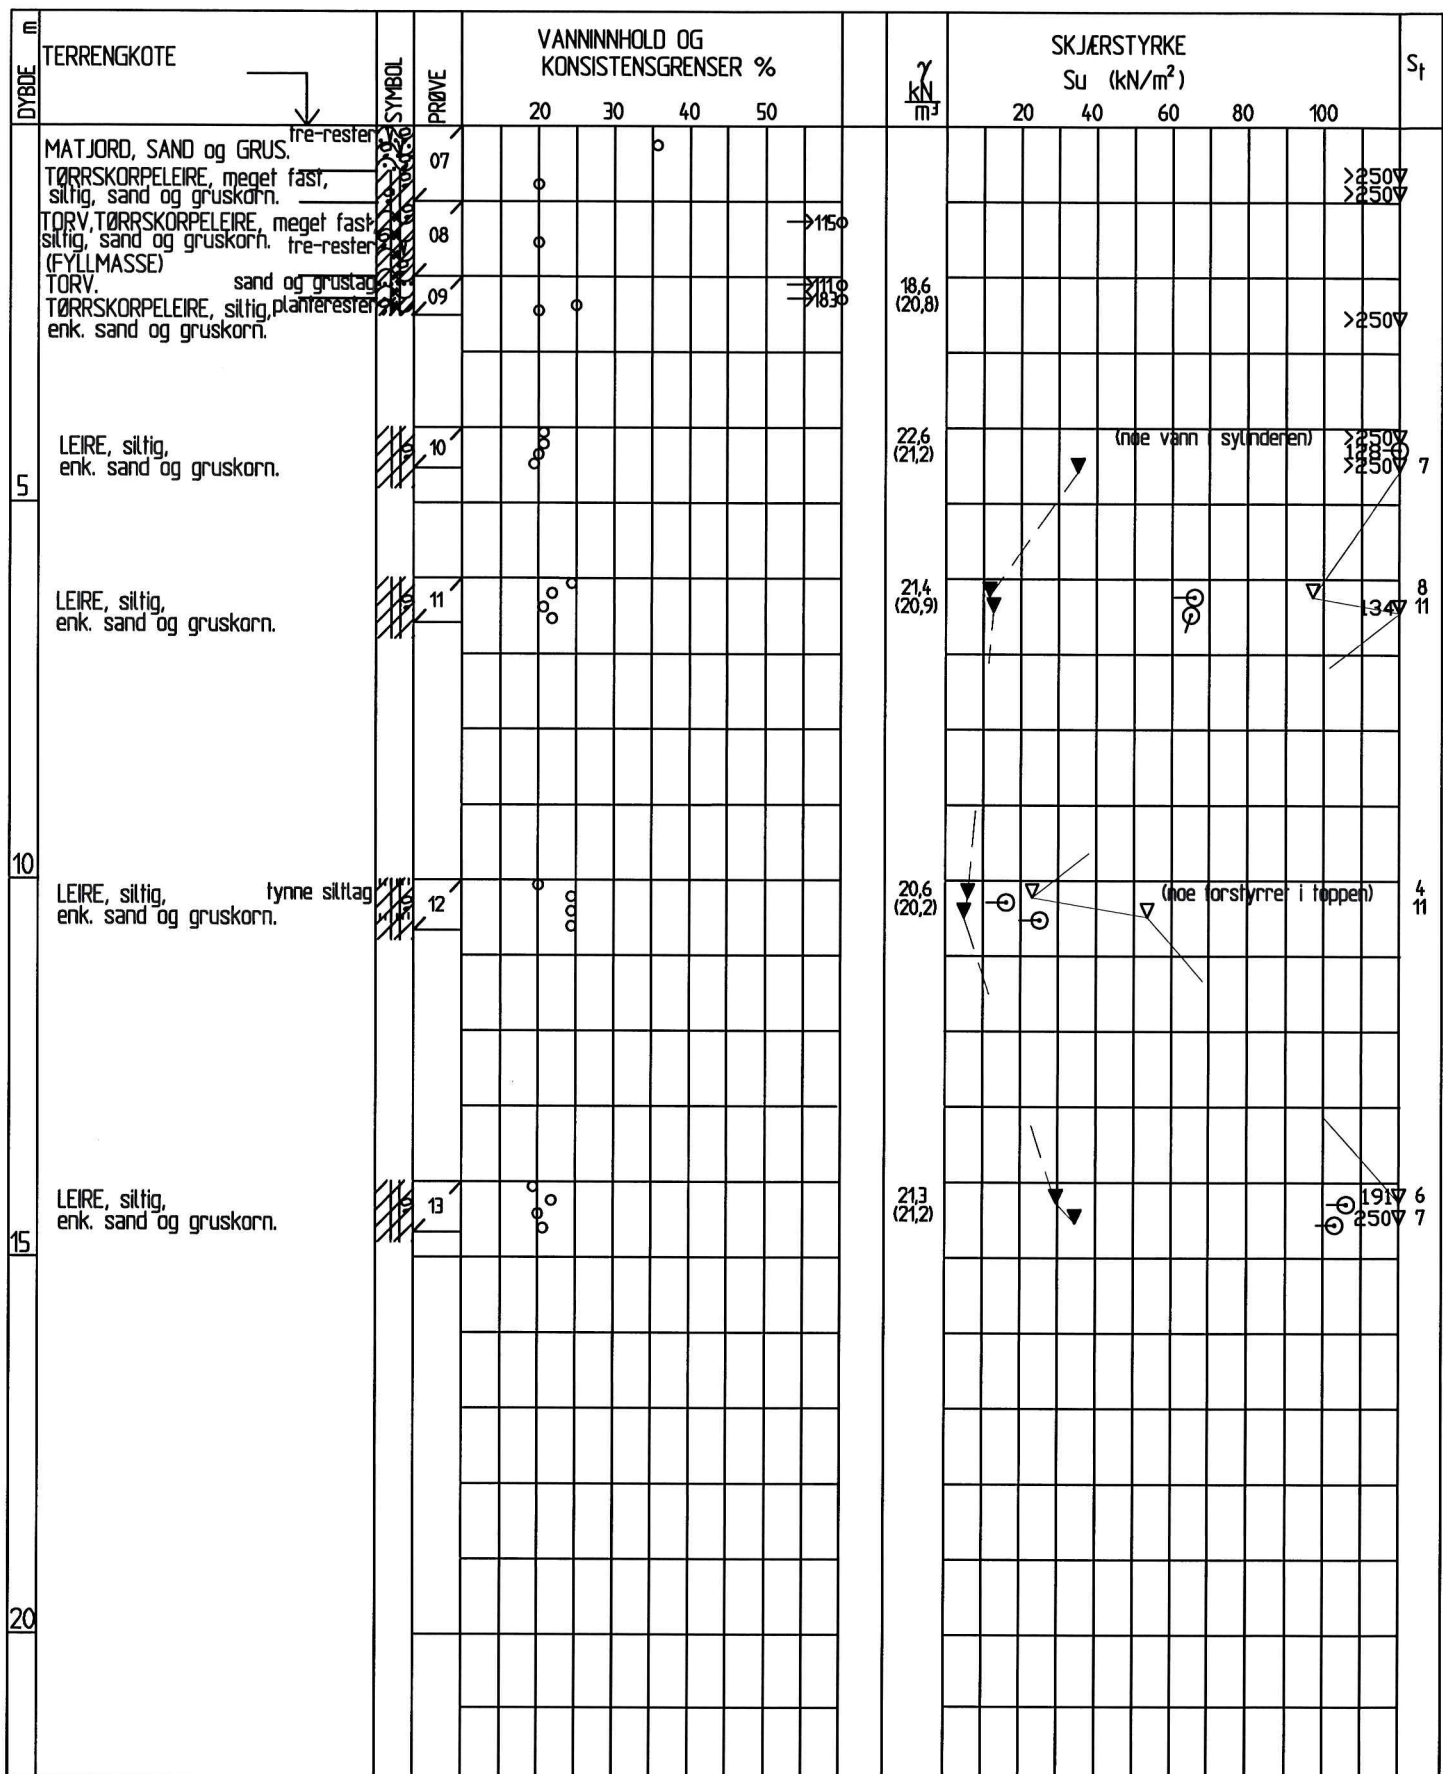 DYBDE m
TERRENGKOTE
SYMBOL
PRØVE
VANNINNHOLD OG
KONSISTENSGRENSER %
20 30 40 50
γ
kN
m³
SKJÆRSTYRKE
Su (kN/m²)
20 40 60 80 100
St
tre-rester
MATJORD, SAND og GRUS.
07
TØRRSKORPELEIRE, meget fast,
siltig, sand og gruskorn.
>250
>250
TORV,TØRRSKORPELEIRE, meget fast,
siltig, sand og gruskorn.
tre-rester
(FYLLMASSE)
08
115
TORV.
sand og gruslag
planterester
TØRRSKORPELEIRE, siltig,
enk. sand og gruskorn.
09
111
183
18,6
(20,8)
>250
LEIRE, siltig,
enk. sand og gruskorn.
10
22,6
(21,2)
(noe vann i sylinderen)
>250
128
>250 7
5
LEIRE, siltig,
enk. sand og gruskorn.
11
21,4
(20,9)
8
134 11
10
LEIRE, siltig,
tynne siltlag
enk. sand og gruskorn.
12
20,6
(20,2)
(noe forstyrret i toppen)
4
11
LEIRE, siltig,
enk. sand og gruskorn.
13
21,3
(21,2)
191 6
250 7
15
20